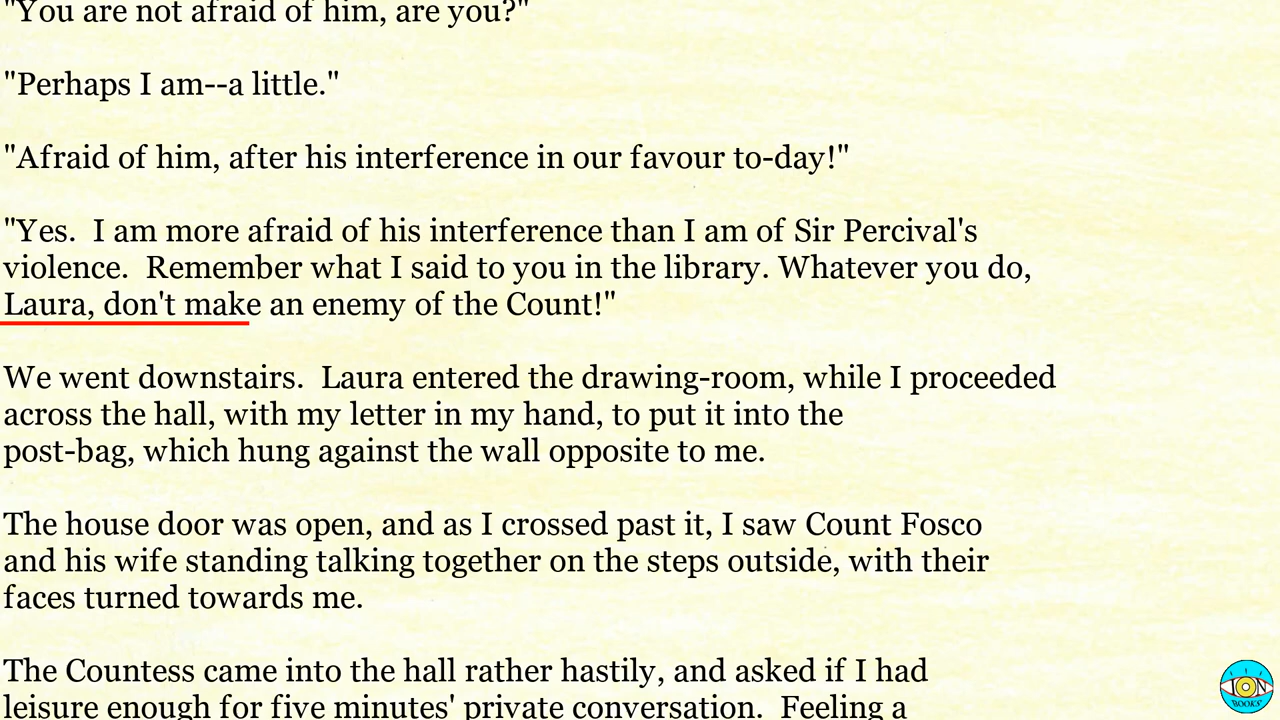 "You are not afraid of him, are you?"
"Perhaps I am--a little."
"Afraid of him, after his interference in our favour to-day!"
"Yes.  I am more afraid of his interference than I am of Sir Percival's
violence.  Remember what I said to you in the library. Whatever you do,
Laura, don't make an enemy of the Count!"
We went downstairs.  Laura entered the drawing-room, while I proceeded
across the hall, with my letter in my hand, to put it into the
post-bag, which hung against the wall opposite to me.
The house door was open, and as I crossed past it, I saw Count Fosco
and his wife standing talking together on the steps outside, with their
faces turned towards me.
The Countess came into the hall rather hastily, and asked if I had
leisure enough for five minutes' private conversation.  Feeling a
ION
BOOKS